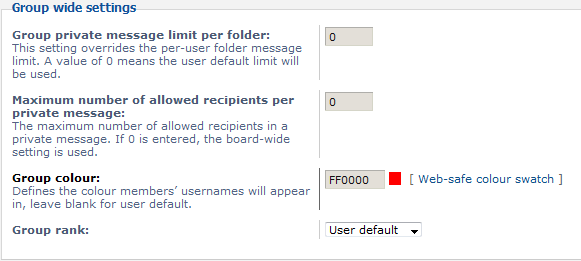 Group wide settings
Group private message limit per folder:
This setting overrides the per-user folder message
limit. A value of 0 means the user default limit will
be used.
0
Maximum number of allowed recipients per
private message:
The maximum number of allowed recipients in a
private message. If 0 is entered, the board-wide
setting is used.
0
Group colour:
Defines the colour members’ usernames will appear
in, leave blank for user default.
FF0000 [ Web-safe colour swatch ]
Group rank:
User default